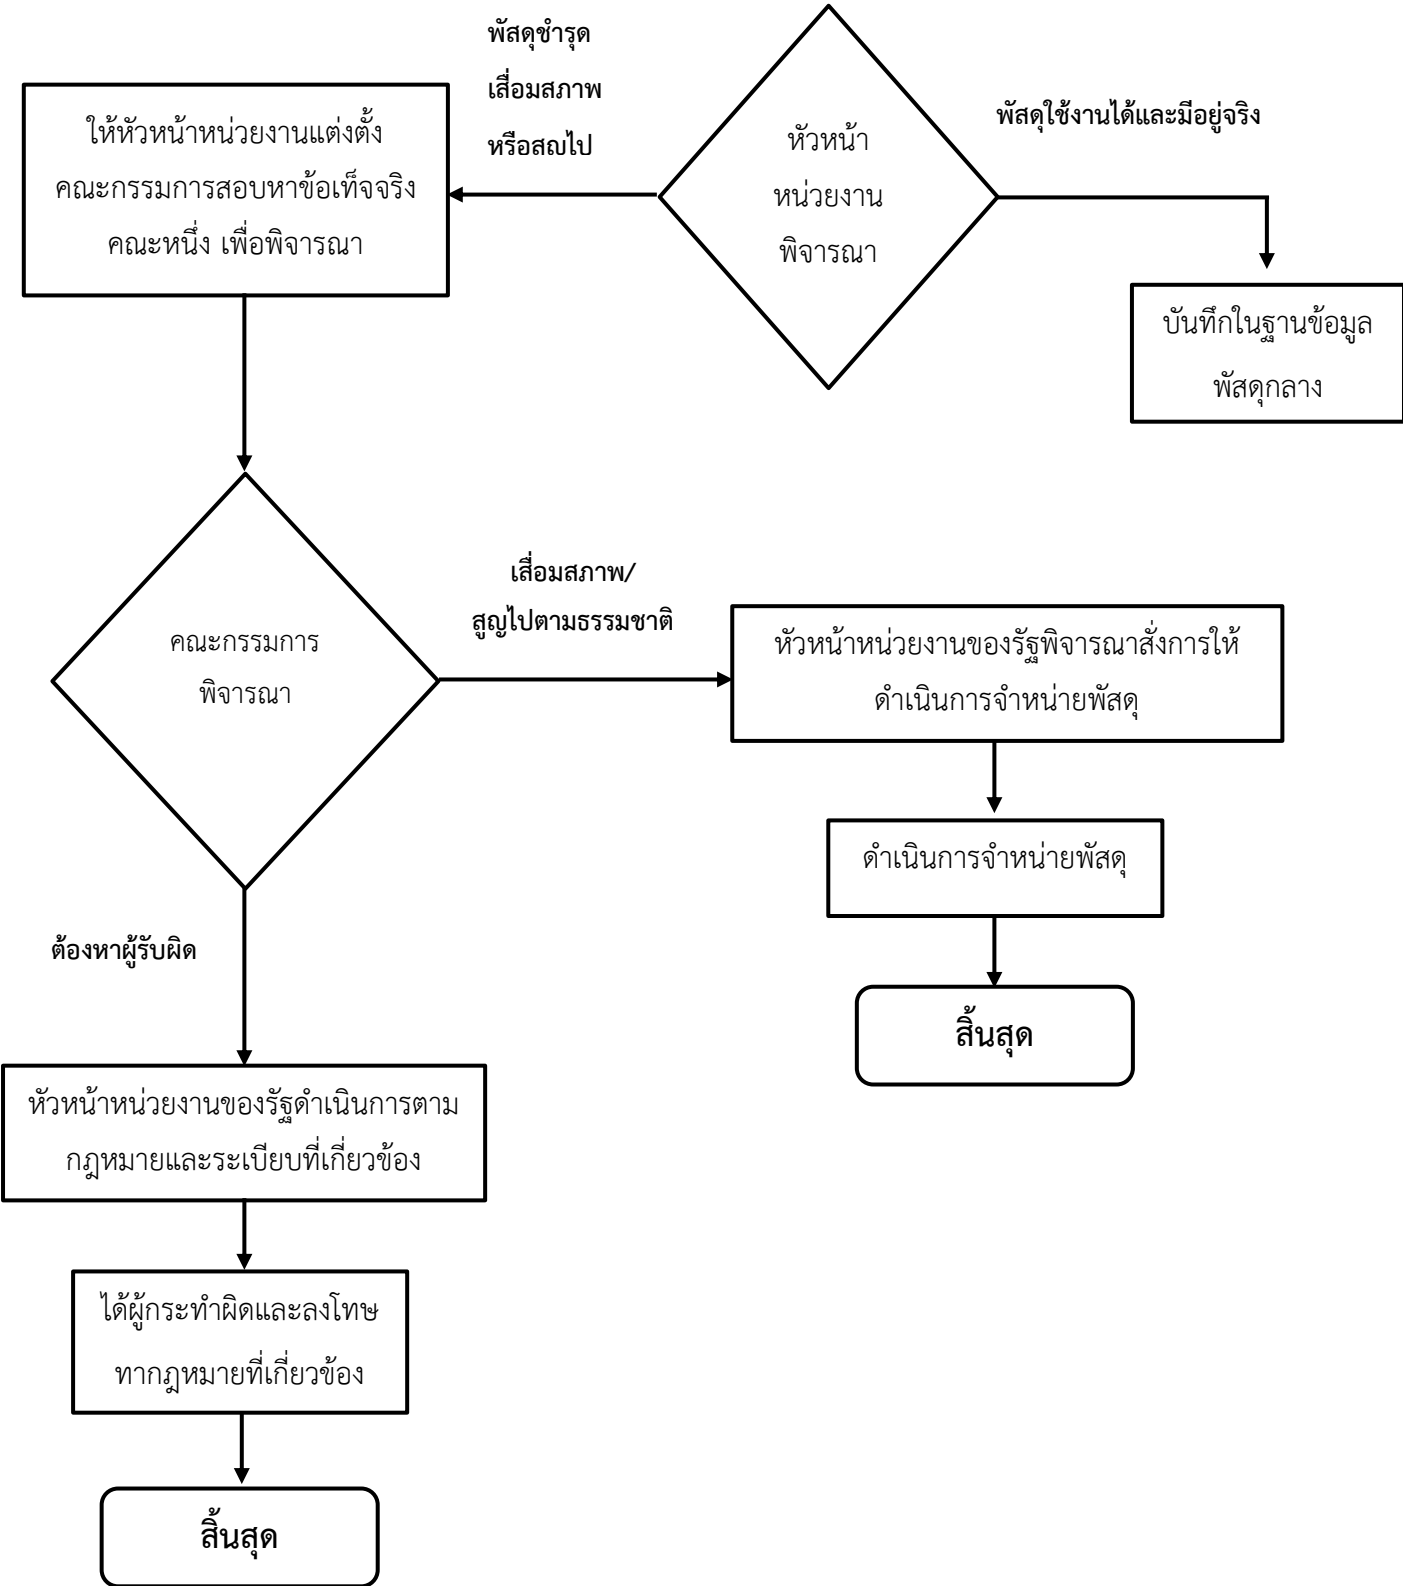 พัสดุชำรุด
เสื่อมสภาพ
หรือสถไป
ให้หัวหน้าหน่วยงานแต่งตั้ง
คณะกรรมการสอบหาข้อเท็จจริง
คณะหนึ่ง เพื่อพิจารณา
หัวหน้า
หน่วยงาน
พิจารณา
พัสดุใช้งานได้และมีอยู่จริง
บันทึกในฐานข้อมูล
พัสดุกลาง
คณะกรรมการ
พิจารณา
เสื่อมสภาพ/
สูญไปตามธรรมชาติ
หัวหน้าหน่วยงานของรัฐพิจารณาสั่งการให้
ดำเนินการจำหน่ายพัสดุ
ดำเนินการจำหน่ายพัสดุ
สิ้นสุด
ต้องหาผู้รับผิด
หัวหน้าหน่วยงานของรัฐดำเนินการตาม
กฎหมายและระเบียบที่เกี่ยวข้อง
ได้ผู้กระทำผิดและลงโทษ
ทากฎหมายที่เกี่ยวข้อง
สิ้นสุด